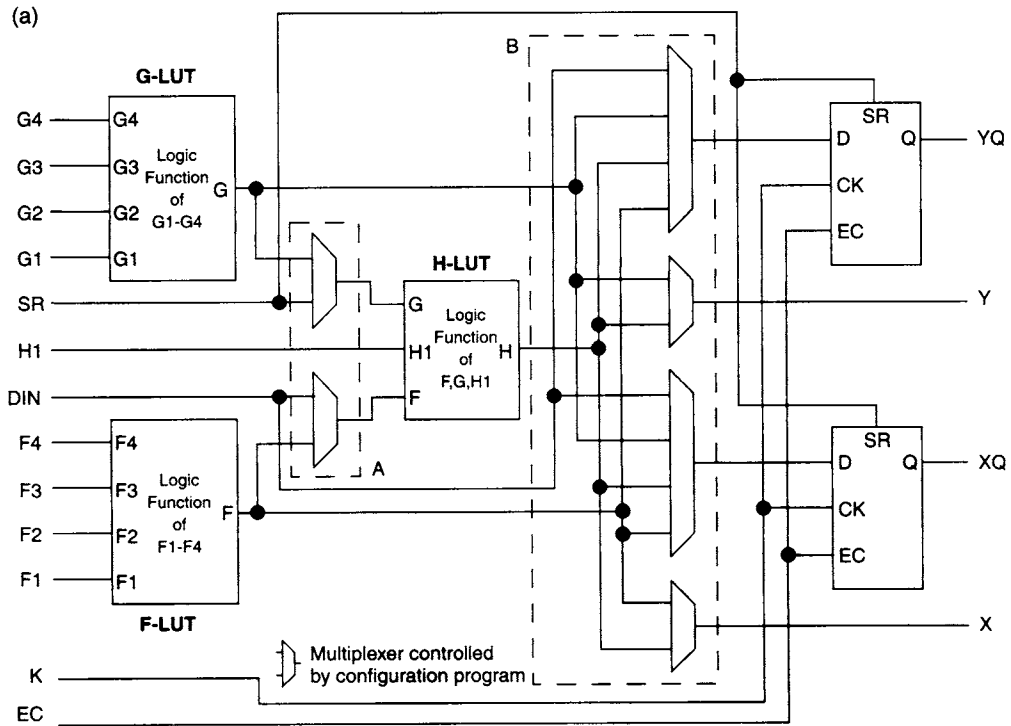 (a)
B
G-LUT
G4
G3
G2
G1
G4
G3
G2
G1
Logic
Function
of
G1-G4
G
SR
H1
DIN
H-LUT
G
H1
F
Logic
Function
of
F,G,H1
H
A
F4
F3
F2
F1
F4
F3
F2
F1
Logic
Function
of
F1-F4
F
F-LUT
SR
D
CK
EC
Q
YQ
Y
SR
D
CK
EC
Q
XQ
X
Multiplexer controlled
by configuration program
K
EC